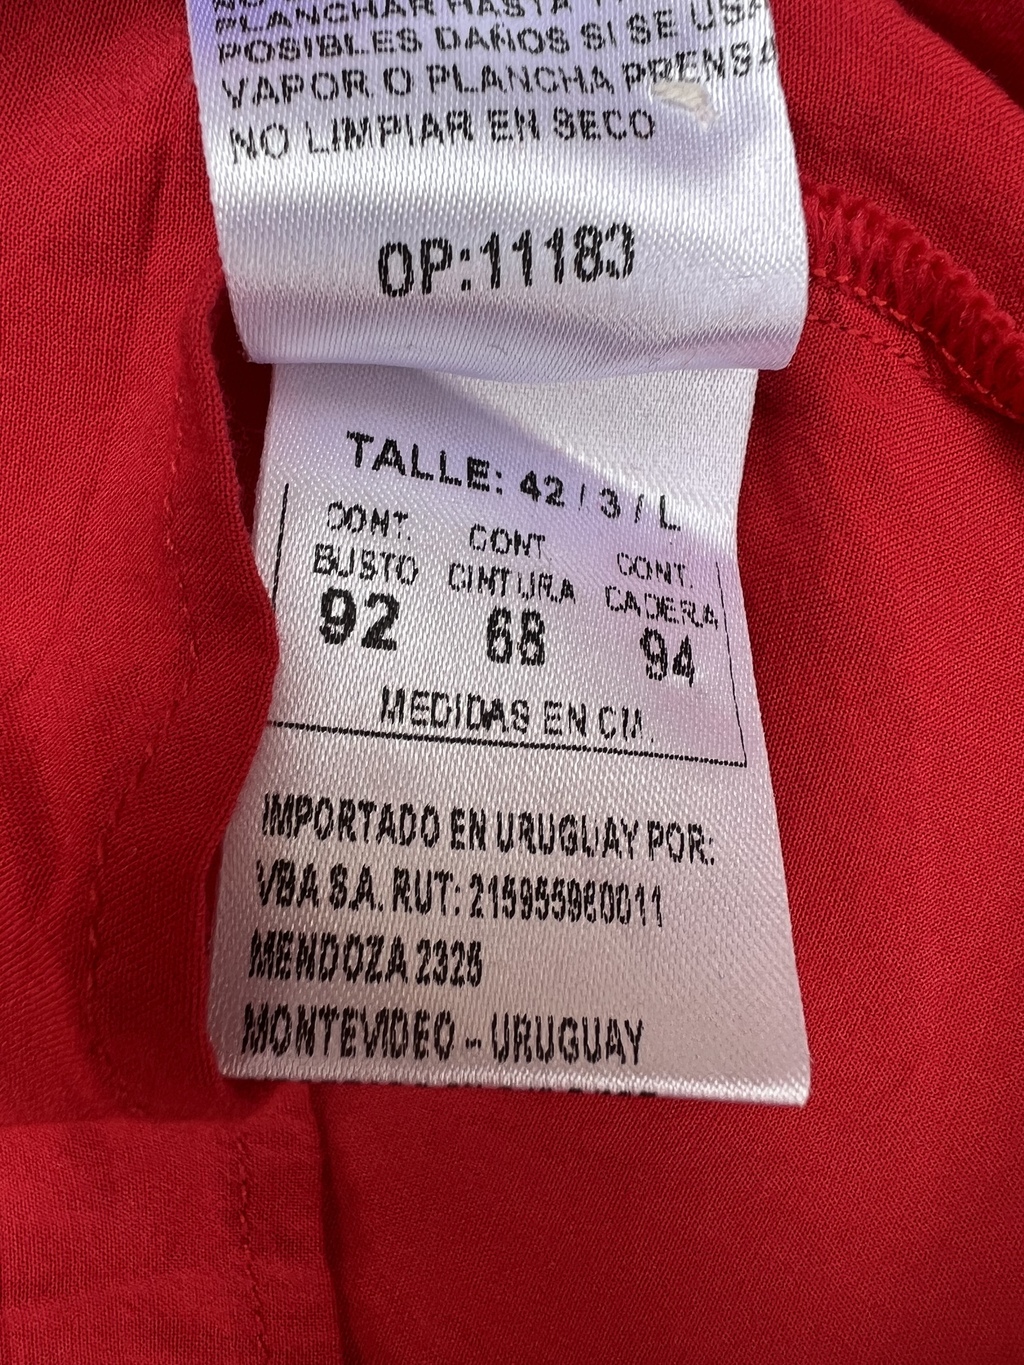 PLANCHAR HASTA
POSIBLES DAÑOS SI SE USA
VAPOR O PLANCHA PRENSA
NO LIMPIAR EN SECO
OP:11183
TALLE: 42 / 3 / L
CONT. CONT. CONT.
BUSTO CINTURA CADERA
92 68 94
MEDIDAS EN CM.
IMPORTADO EN URUGUAY POR:
VBA S.A. RUT: 215955960011
MENDOZA 2325
MONTEVIDEO - URUGUAY